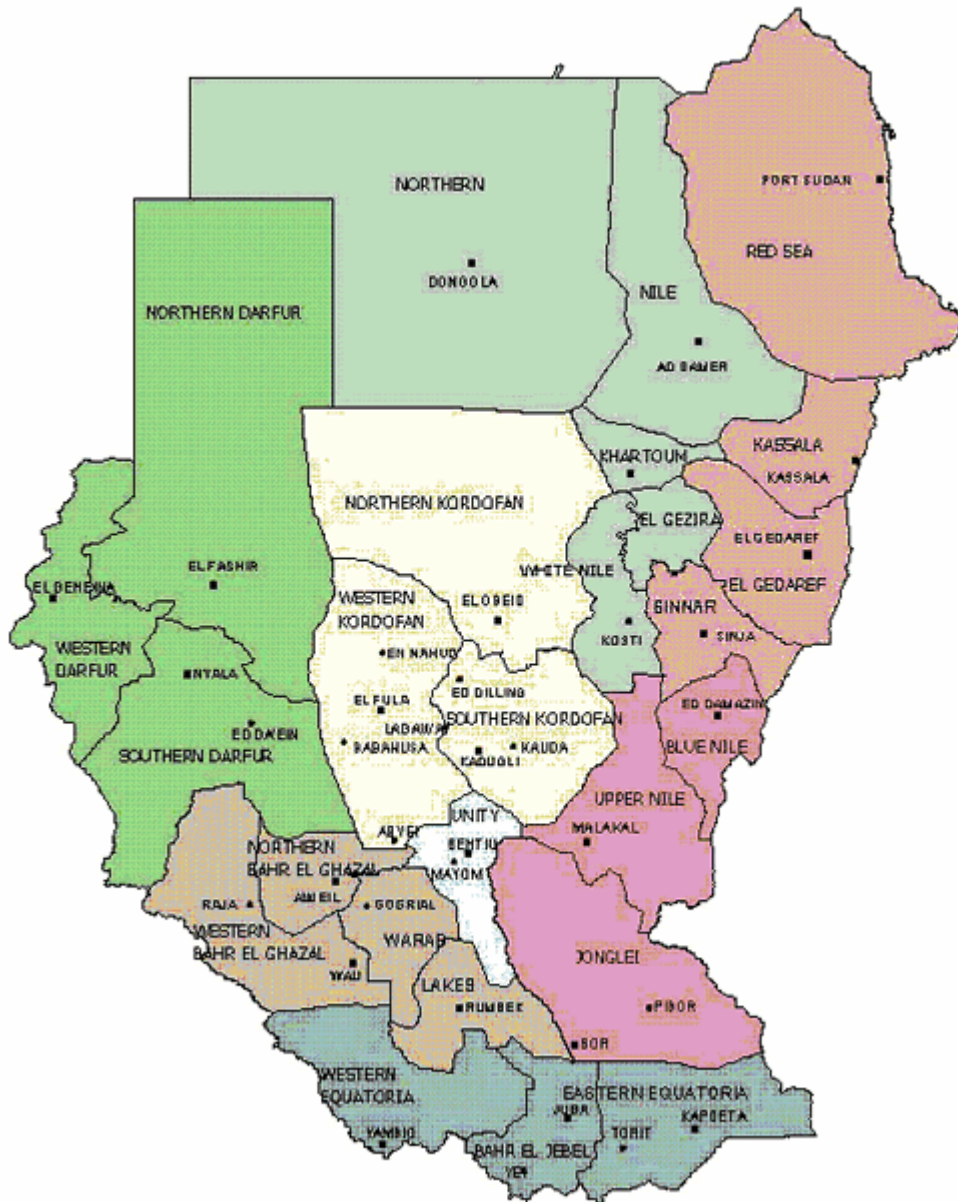 NORTHERN
PORT SUDAN
RED SEA
DONGOLA
NILE
NORTHERN DARFUR
AD DAMER
KASSALA
KHARTOUM
KASSALA
NORTHERN KORDOFAN
EL GEZIRA
EL GEDAREF
EL FASHIR
WHITE NILE
EL GEDAREF
WESTERN
KORDOFAN
EL OBEID
SINNAR
KOSTI
SINJA
WESTERN
DARFUR
EN NAHUD
NYALA
ED DILLING
EL FULA
SOUTHERN KORDOFAN
ED DAMAZIN
ED DAEIN
LAGAWA
BABANUSA
KAUDA
SOUTHERN DARFUR
KADUGLI
BLUE NILE
UPPER NILE
UNITY
MALAKAL
ABYEI
NORTHERN
BAHR EL GHAZAL
BENTIU
MAYOM
AWEIL
RAJA
GOGRIAL
WESTERN
BAHR EL GHAZAL
WARAB
JONGLEI
WAU
LAKES
RUMBEK
PIBOR
BOR
WESTERN
EQUATORIA
EASTERN EQUATORIA
JUBA
KAPOETA
YAMBIO
TORIT
BAHR EL JEBEL
YEI